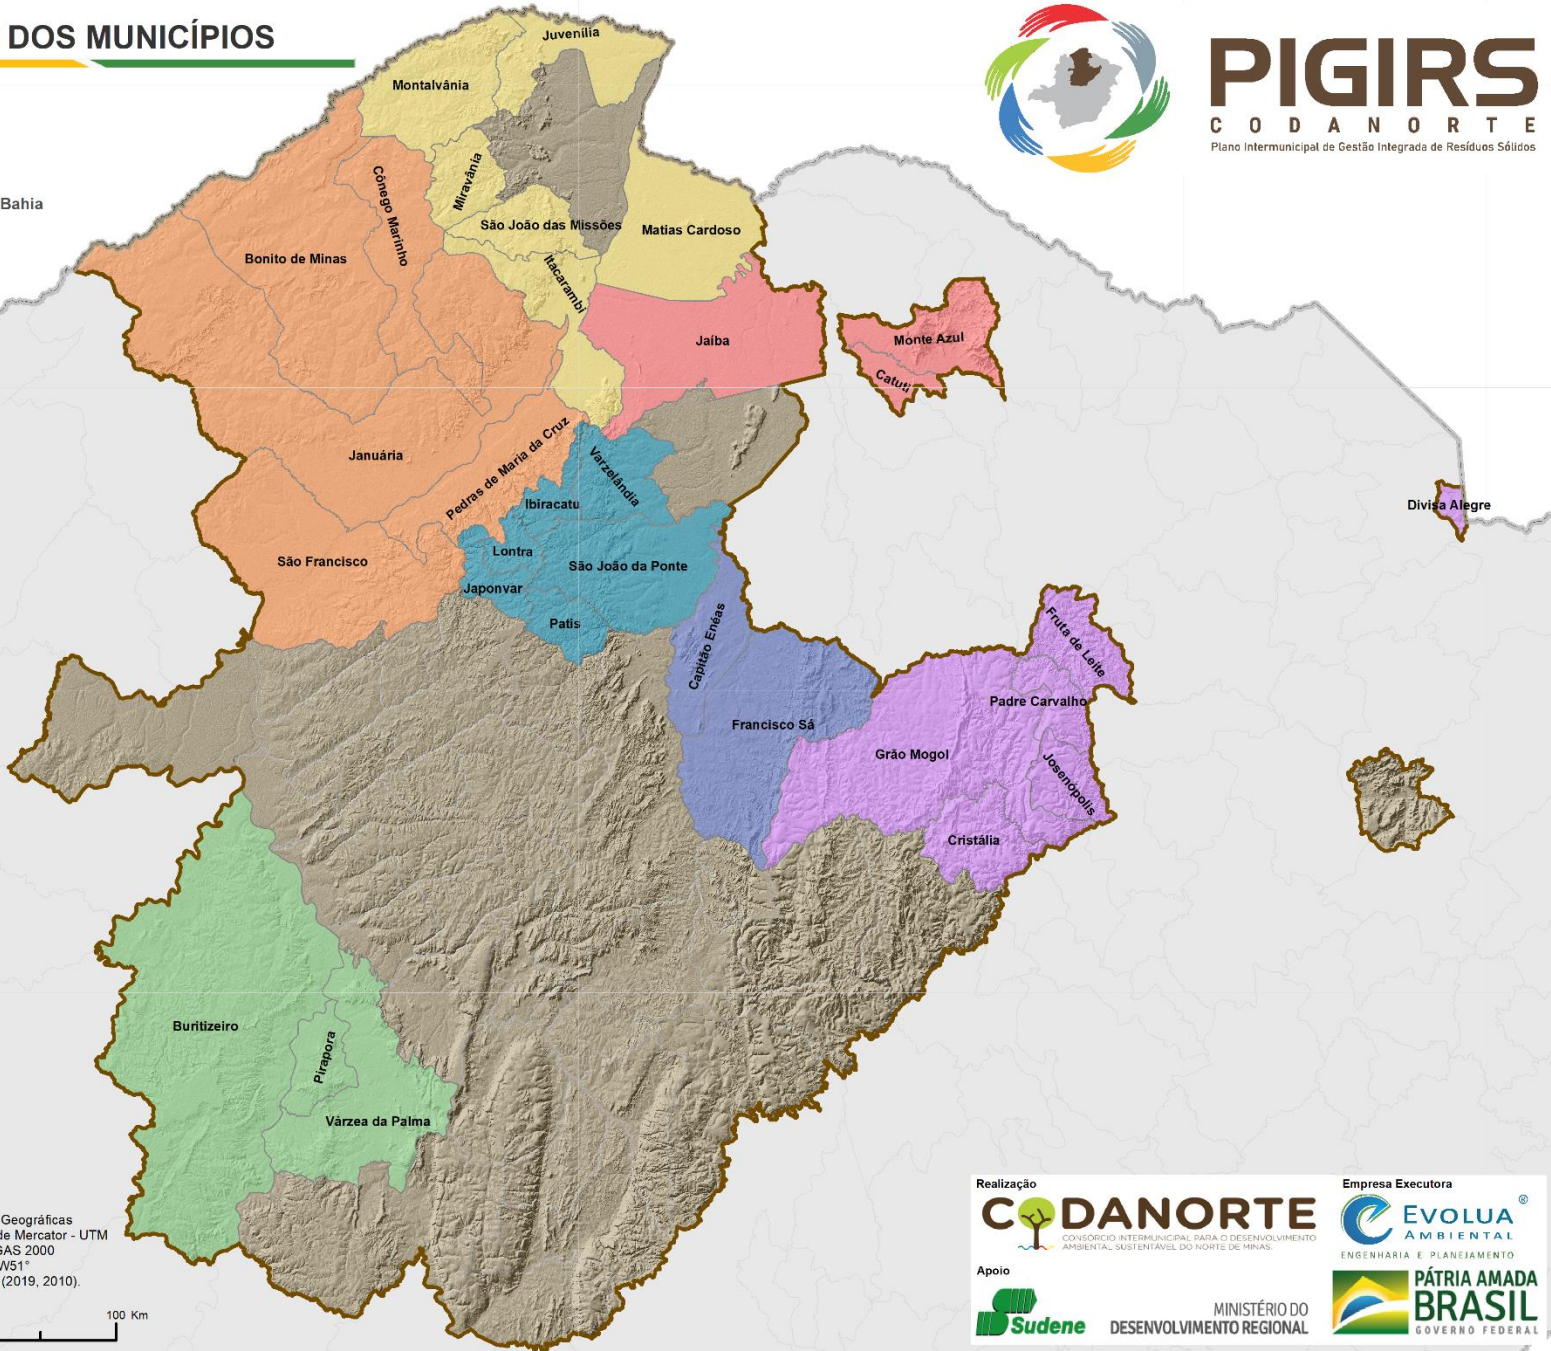 DOS MUNICÍPIOS
PIGIRS
CODANORTE
Plano Intermunicipal de Gestão Integrada de Resíduos Sólidos
Bahia
Juvenília
Montalvânia
Miravânia
Cônego Marinho
São João das Missões
Matias Cardoso
Bonito de Minas
Itacarambi
Jaíba
Monte Azul
Catuti
Januária
Pedras de Maria da Cruz
Varzelândia
Ibiracatu
Divisa Alegre
Lontra
São Francisco
São João da Ponte
Japonvar
Patis
Capitão Enéas
Fruta de Leite
Padre Carvalho
Francisco Sá
Grão Mogol
Josenópolis
Cristália
Buritizeiro
Pirapora
Várzea da Palma
Geográficas
de Mercator - UTM
GAS 2000
W51°
(2019, 2010).
100 Km
Realização
CODANORTE
CONSÓRCIO INTERMUNICIPAL PARA O DESENVOLVIMENTO
AMBIENTAL SUSTENTÁVEL DO NORTE DE MINAS.
Empresa Executora
EVOLUA ®
AMBIENTAL
ENGENHARIA E PLANEJAMENTO
Apoio
Sudene
MINISTÉRIO DO
DESENVOLVIMENTO REGIONAL
PÁTRIA AMADA
BRASIL
GOVERNO FEDERAL